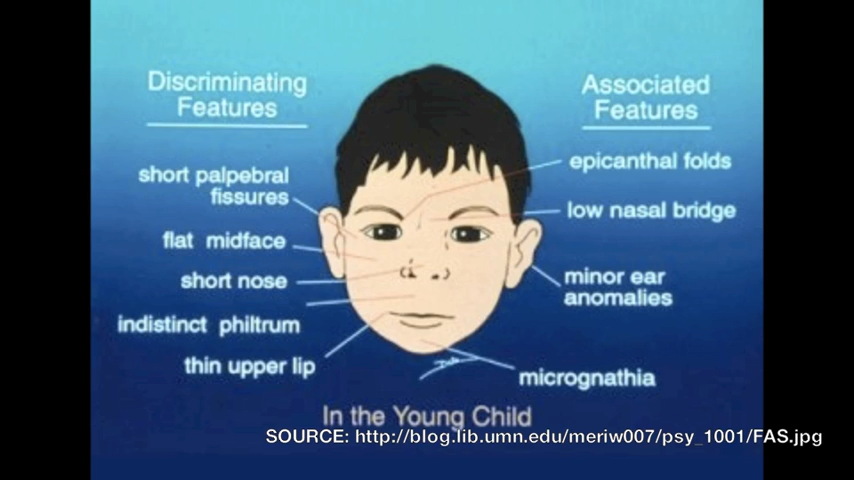 Discriminating
Features
short palpebral
fissures
flat midface
short nose
indistinct philtrum
thin upper lip
Associated
Features
epicanthal folds
low nasal bridge
minor ear
anomalies
micrognathia
In the Young Child
SOURCE: http://blog.lib.umn.edu/meriw007/psy_1001/FAS.jpg